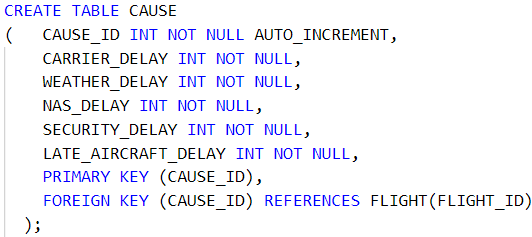 CREATE TABLE CAUSE
(   CAUSE_ID INT NOT NULL AUTO_INCREMENT,
    CARRIER_DELAY INT NOT NULL,
    WEATHER_DELAY INT NOT NULL,
    NAS_DELAY INT NOT NULL,
    SECURITY_DELAY INT NOT NULL,
    LATE_AIRCRAFT_DELAY INT NOT NULL,
    PRIMARY KEY (CAUSE_ID),
    FOREIGN KEY (CAUSE_ID) REFERENCES FLIGHT(FLIGHT_ID)
  );